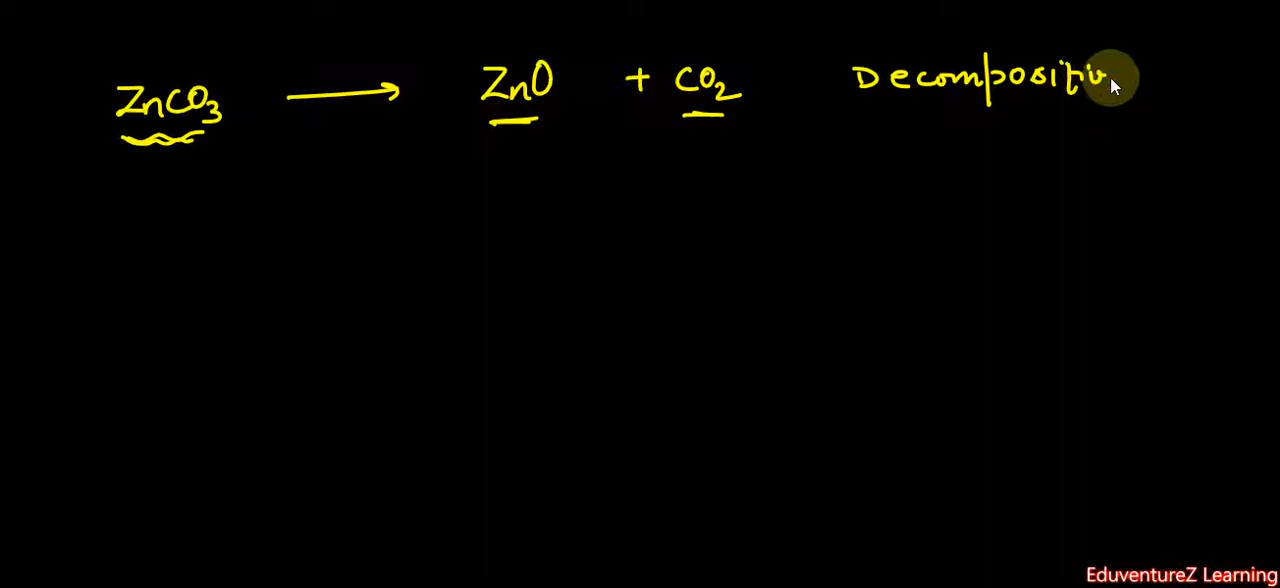 ZnCO₃ → ZnO + CO₂ Decompositi
EduventureZ Learning